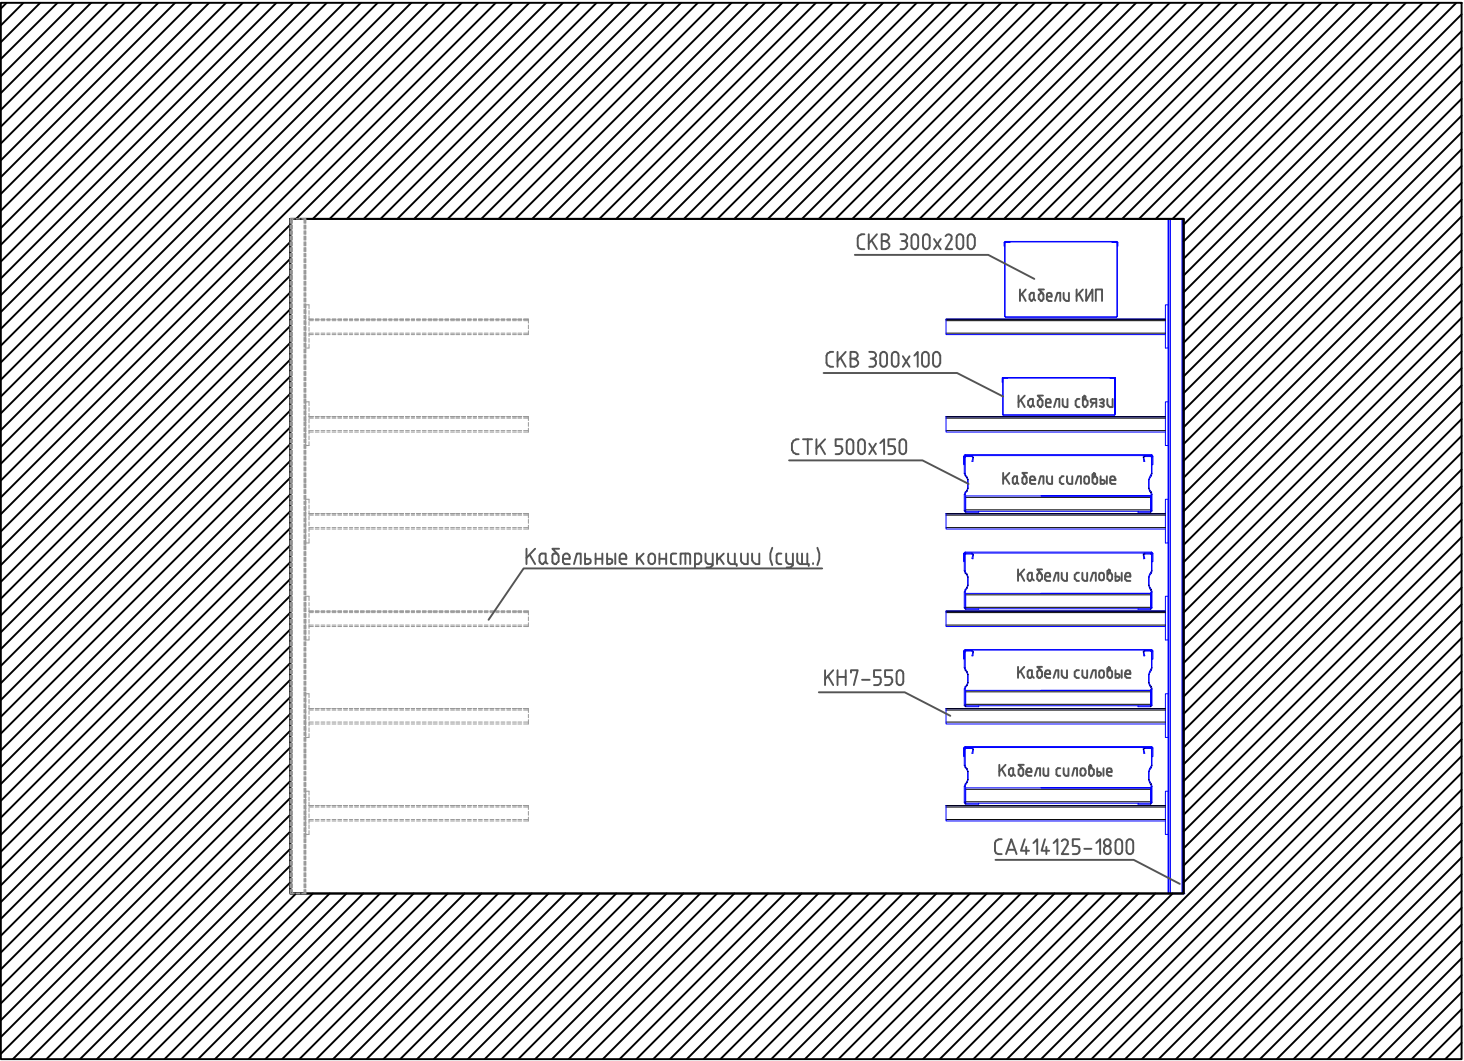 СКВ 300х200
Кабели КИП
СКВ 300х100
Кабели связи
СТК 500х150
Кабели силовые
Кабельные конструкции (сущ.)
Кабели силовые
КН7-550
Кабели силовые
Кабели силовые
СА414125-1800